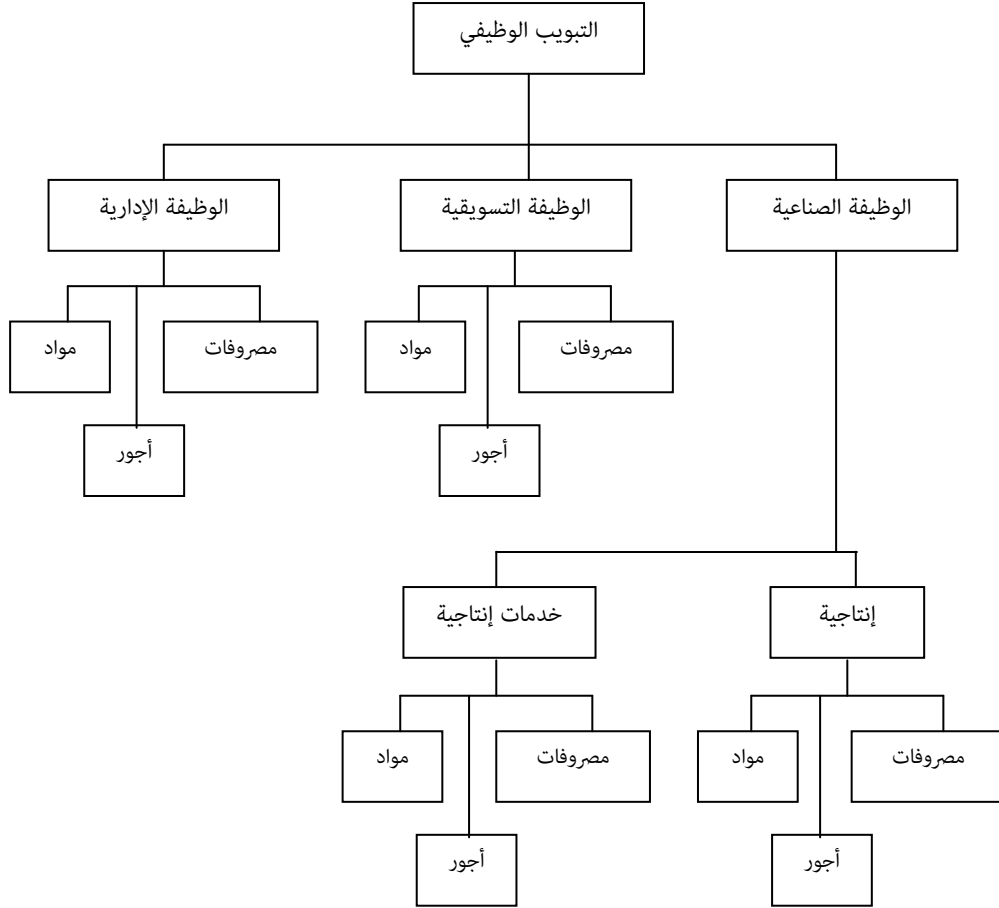 التبويب الوظيفي
الوظيفة الصناعية
الوظيفة التسويقية
الوظيفة الإدارية
مصروفات
مواد
مصروفات
مواد
أجور
أجور
إنتاجية
خدمات إنتاجية
مصروفات
مواد
مصروفات
مواد
أجور
أجور